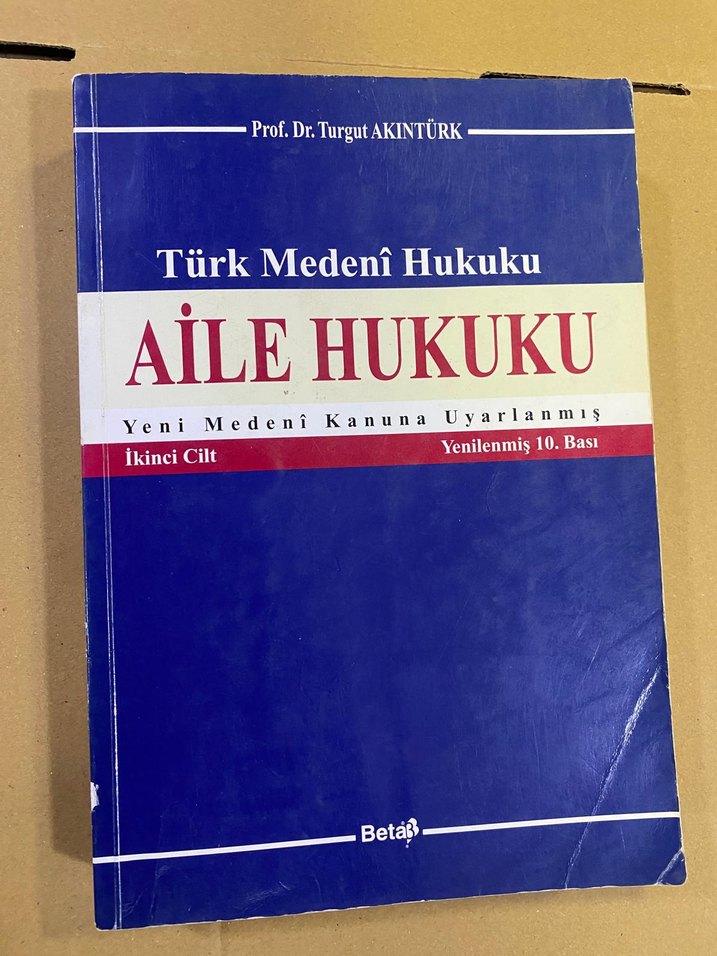 Prof. Dr. Turgut AKINTÜRK
Türk Medenî Hukuku
AİLE HUKUKU
Yeni Medenî Kanuna Uyarlanmış
İkinci Cilt
Yenilenmiş 10. Bası
Beta